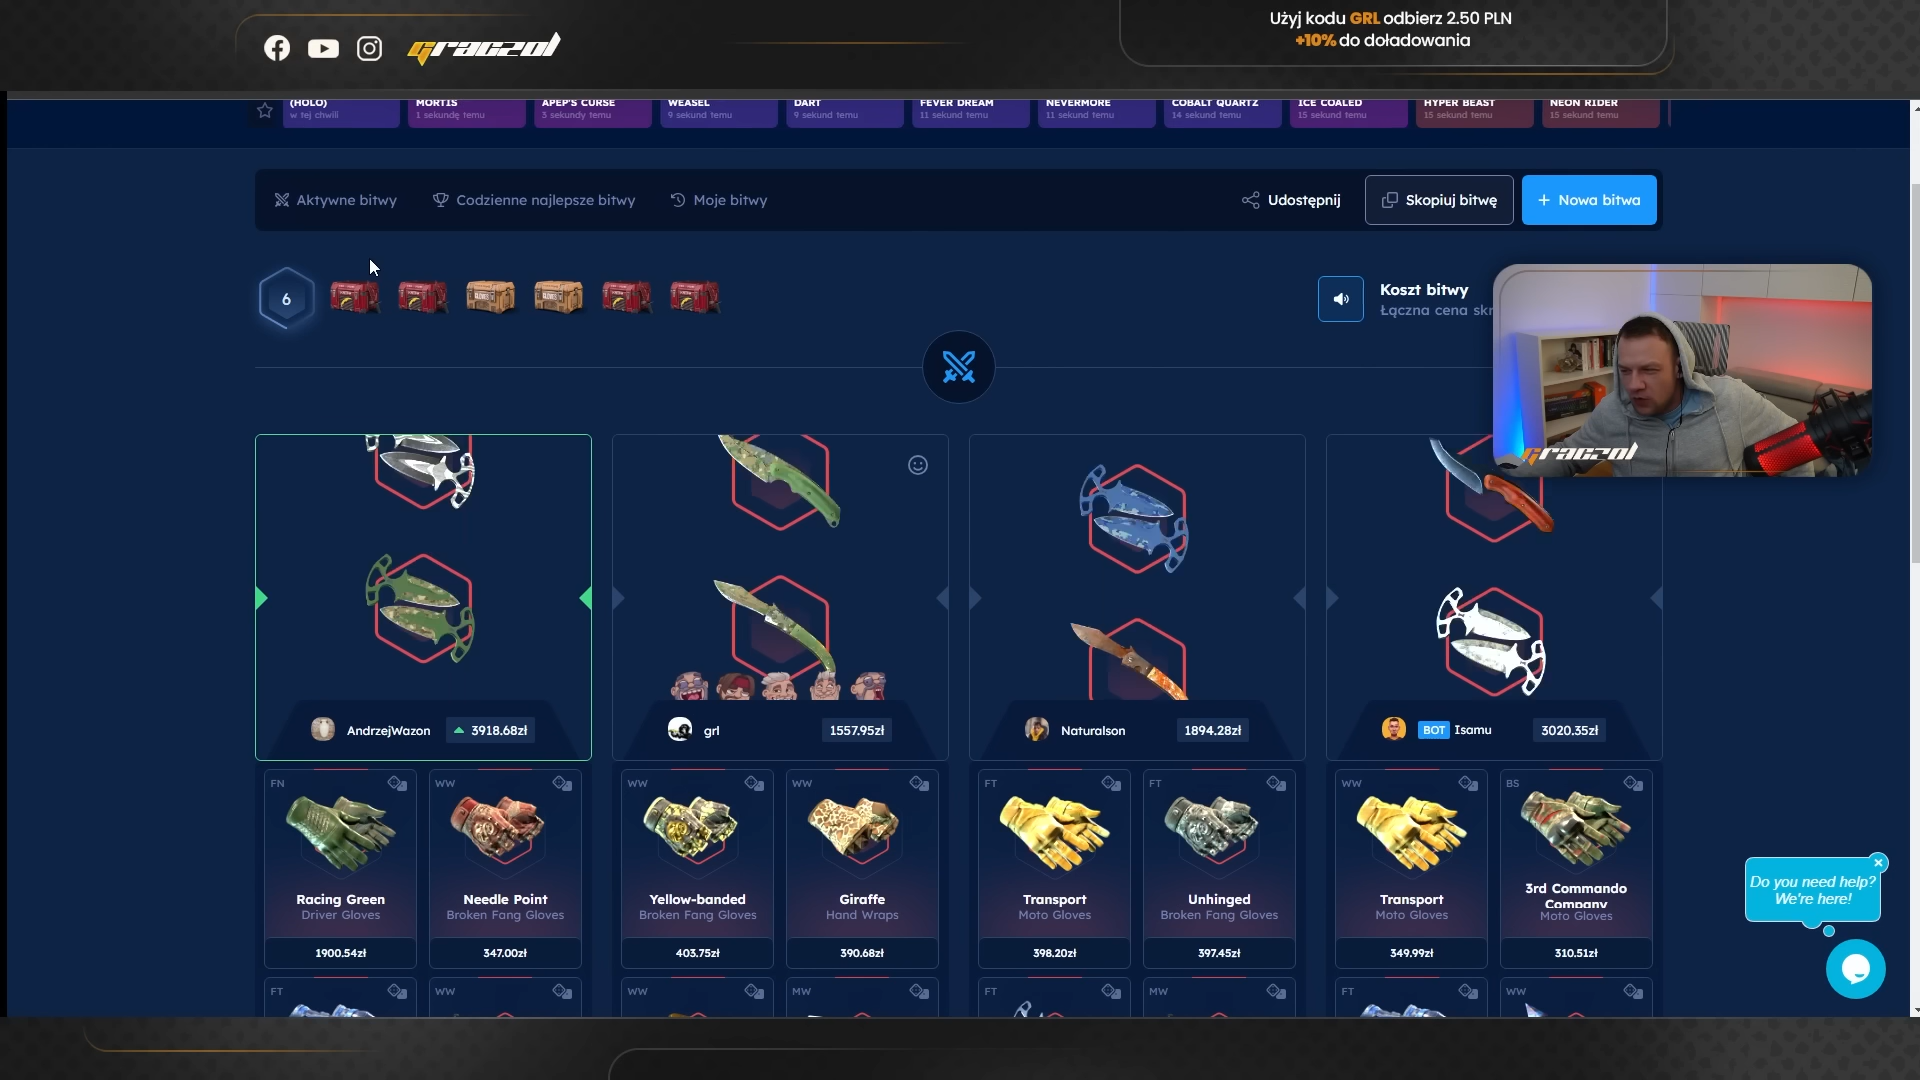 graczol
Użyj kodu GRL odbierz 2.50 PLN
+10% do doładowania
(HOLO)
w tej chwili
MORTIS
1 sekundę temu
APEP'S CURSE
3 sekundy temu
WEASEL
9 sekund temu
DART
9 sekund temu
FEVER DREAM
11 sekund temu
NEVERMORE
11 sekund temu
COBALT QUARTZ
14 sekund temu
ICE COALED
15 sekund temu
HYPER BEAST
15 sekund temu
NEON RIDER
15 sekund temu
Aktywne bitwy
Codzienne najlepsze bitwy
Moje bitwy
Udostępnij
Skopiuj bitwę
+ Nowa bitwa
6
Koszt bitwy
Łączna cena skr
graczol
AndrzejWazon
3918.68zł
grl
1557.95zł
Naturalson
1894.28zł
BOT Isamu
3020.35zł
FN
Racing Green
Driver Gloves
1900.54zł
WW
Needle Point
Broken Fang Gloves
347.00zł
WW
Yellow-banded
Broken Fang Gloves
403.75zł
WW
Giraffe
Hand Wraps
390.68zł
FT
Transport
Moto Gloves
398.20zł
FT
Unhinged
Broken Fang Gloves
397.45zł
WW
Transport
Moto Gloves
349.99zł
BS
3rd Commando
Company
Moto Gloves
310.51zł
FT
WW
WW
MW
FT
MW
FT
WW
Do you need help?
We're here!